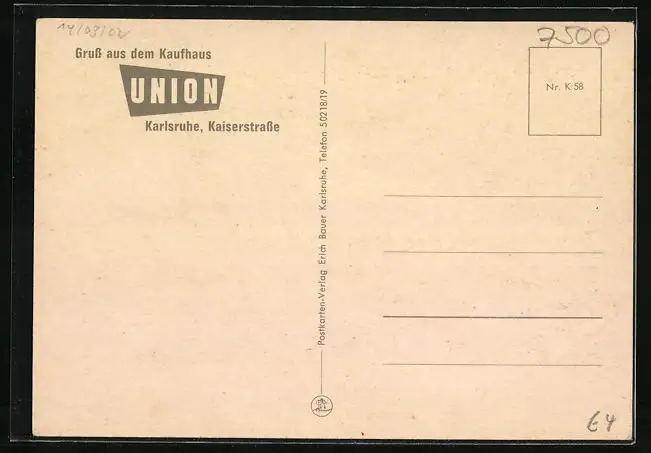 14/03/02
Gruß aus dem Kaufhaus
UNION
Karlsruhe, Kaiserstraße
Postkarten-Verlag Erich Bauer Karlsruhe, Telefon 50218/19
7500
Nr. K 58
64